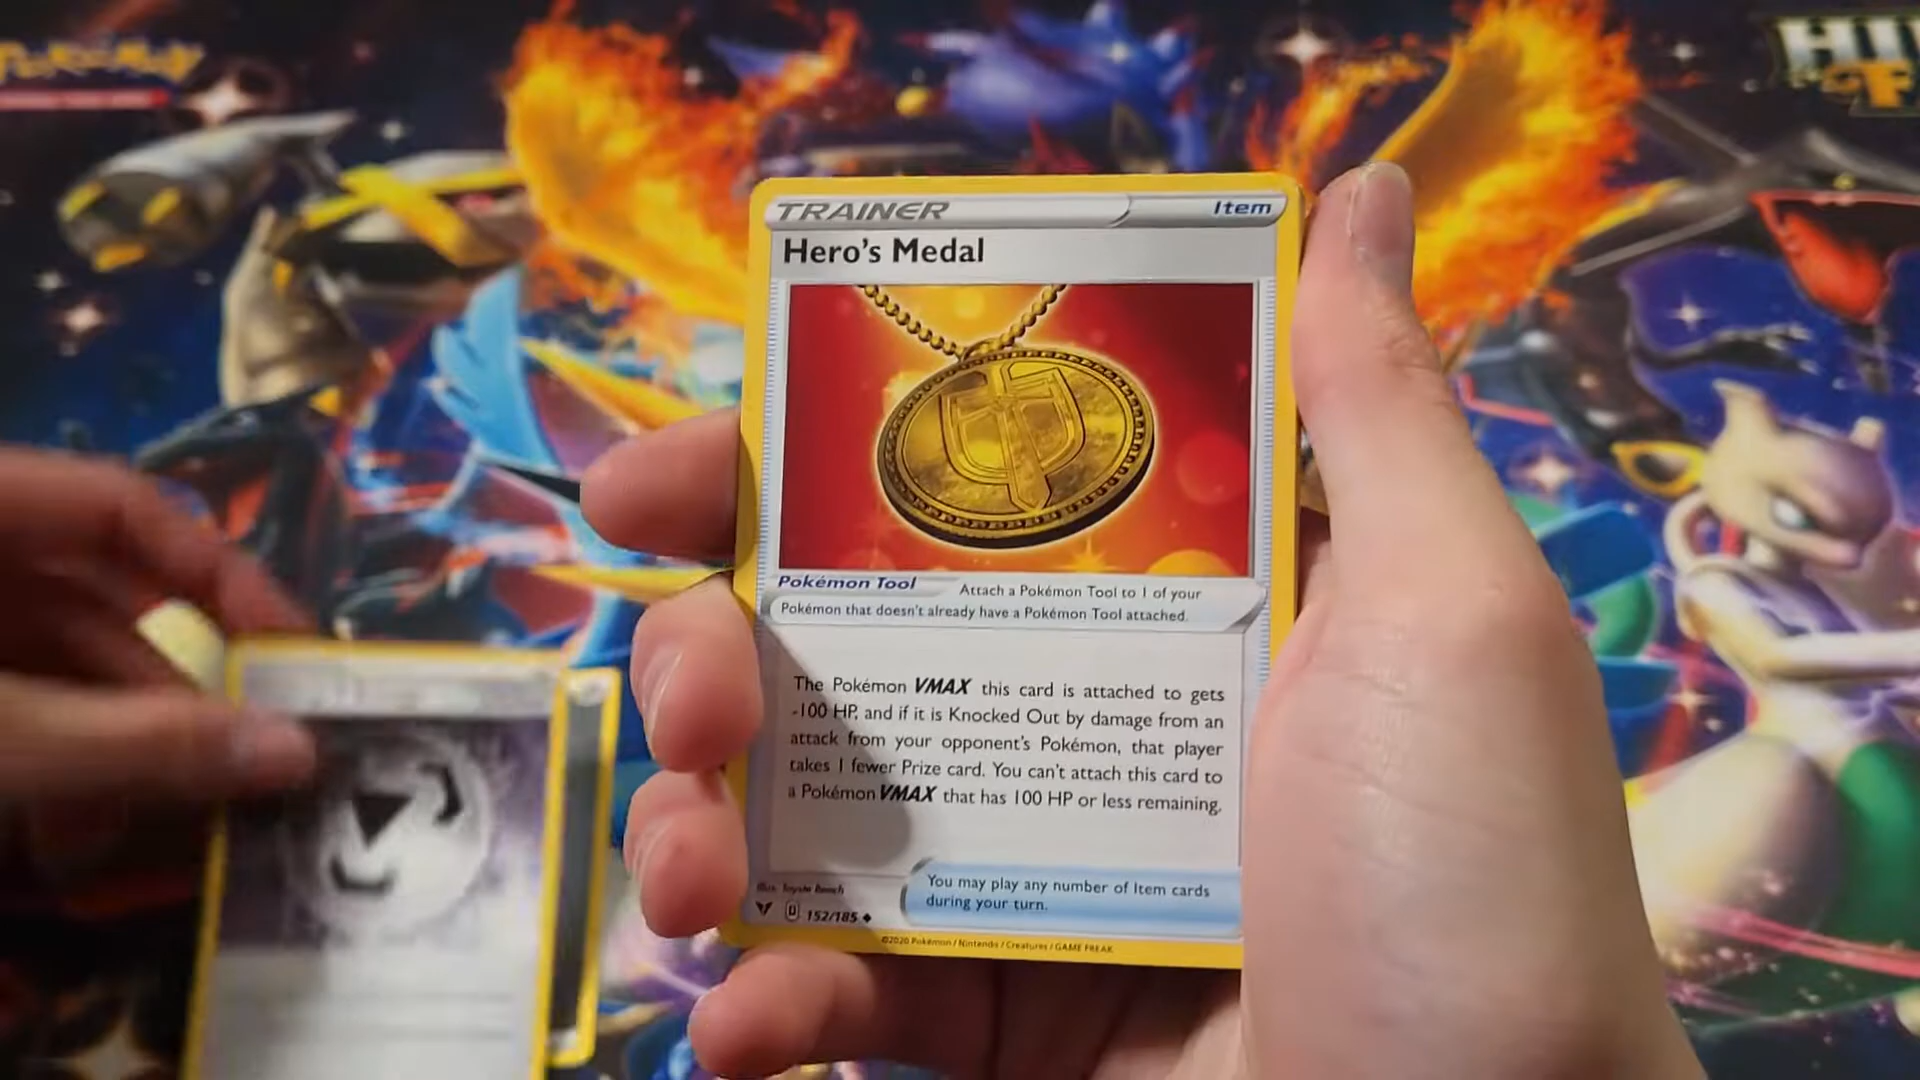 Pokémon
HI
F
TRAINER
Item
Hero's Medal
Pokémon Tool
Attach a Pokémon Tool to 1 of your
Pokémon that doesn't already have a Pokémon Tool attached.
The Pokémon VMAX this card is attached to gets
-100 HP, and if it is Knocked Out by damage from an
attack from your opponent's Pokémon, that player
takes 1 fewer Prize card. You can't attach this card to
a Pokémon VMAX that has 100 HP or less remaining.
You may play any number of Item cards
during your turn.
Illus. Toyste Beach
D 152/185
©2020 Pokémon / Nintendo / Creatures / GAME FREAK